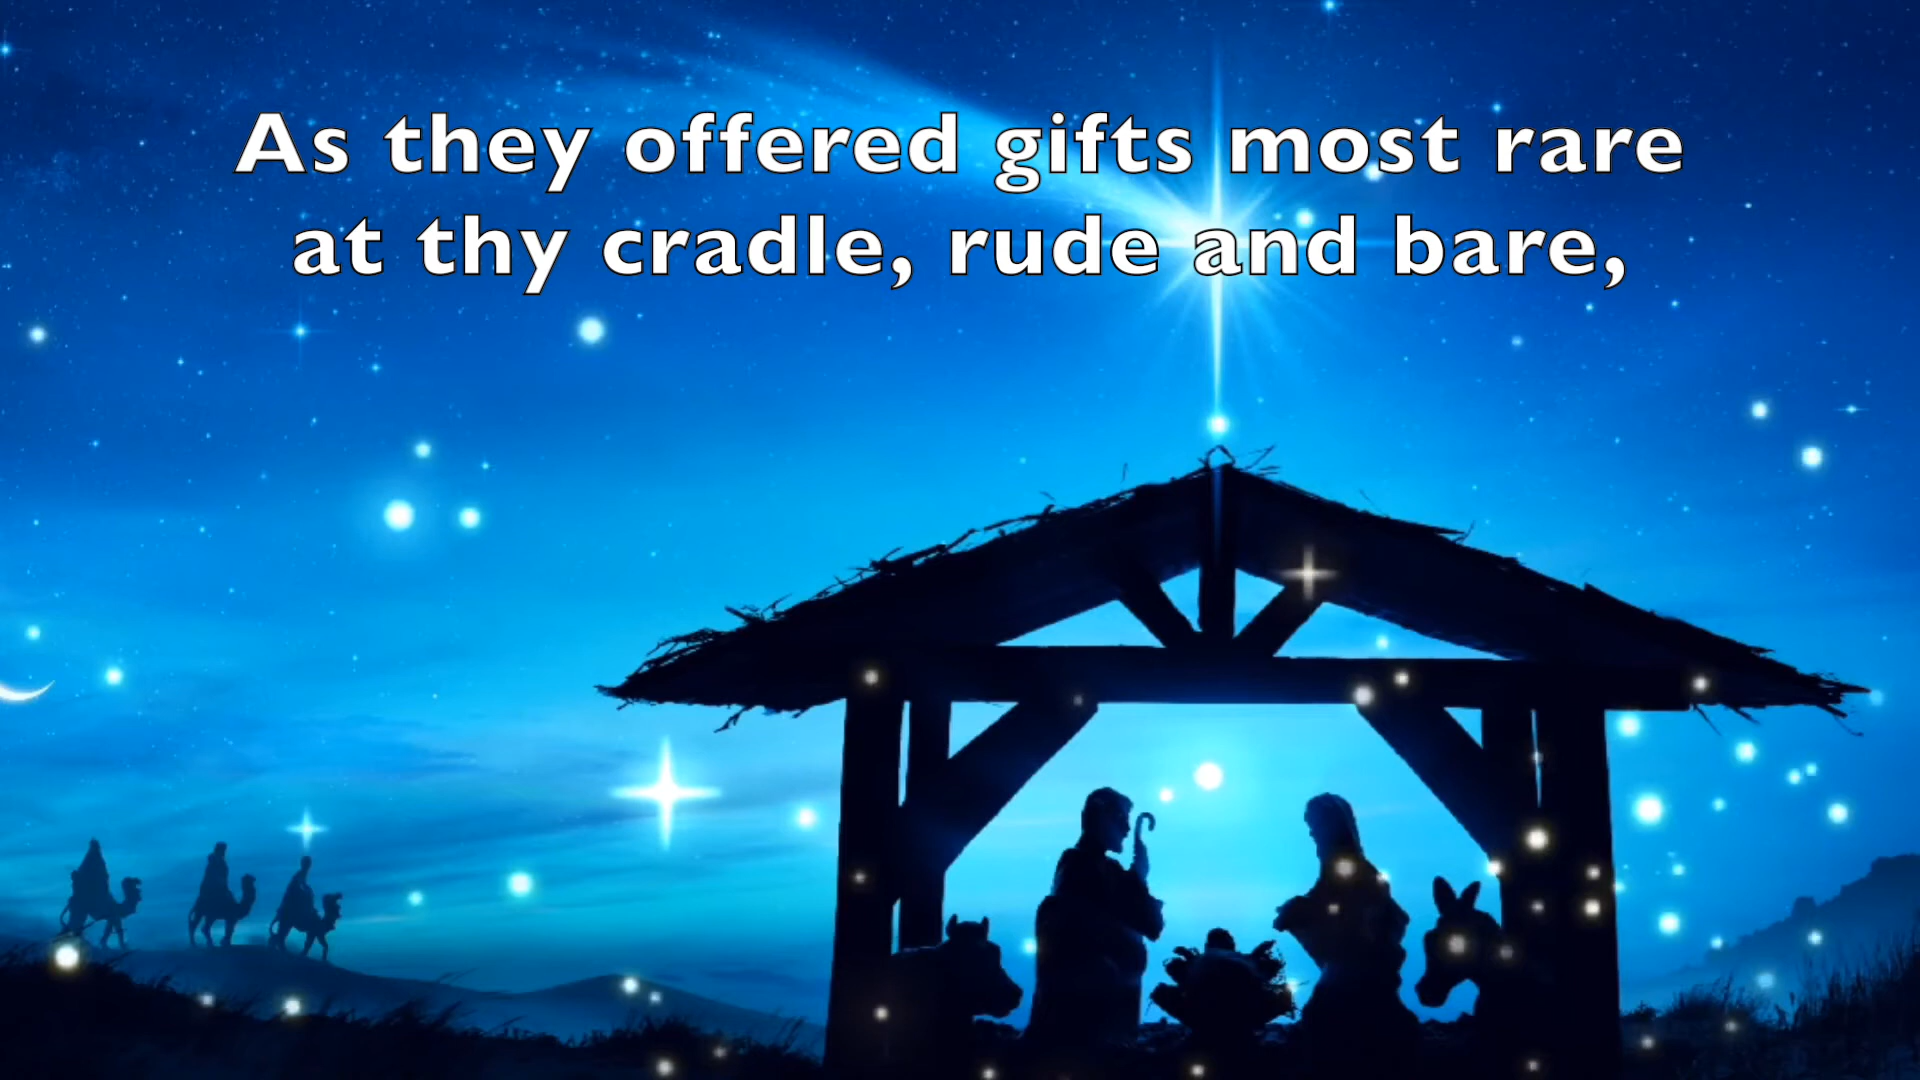 As they offered gifts most rare
at thy cradle, rude and bare,